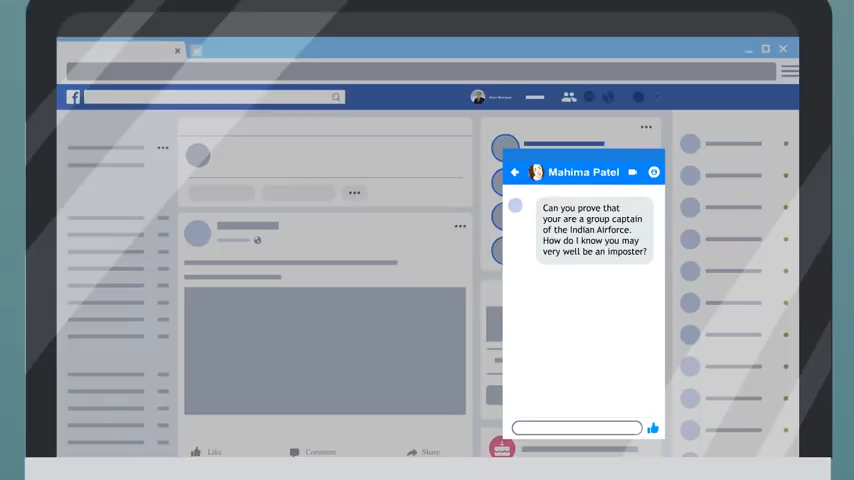 f
Mahima Patel
Can you prove that
your are a group captain
of the Indian Airforce.
How do I know you may
very well be an imposter?
Like
Comment
Share